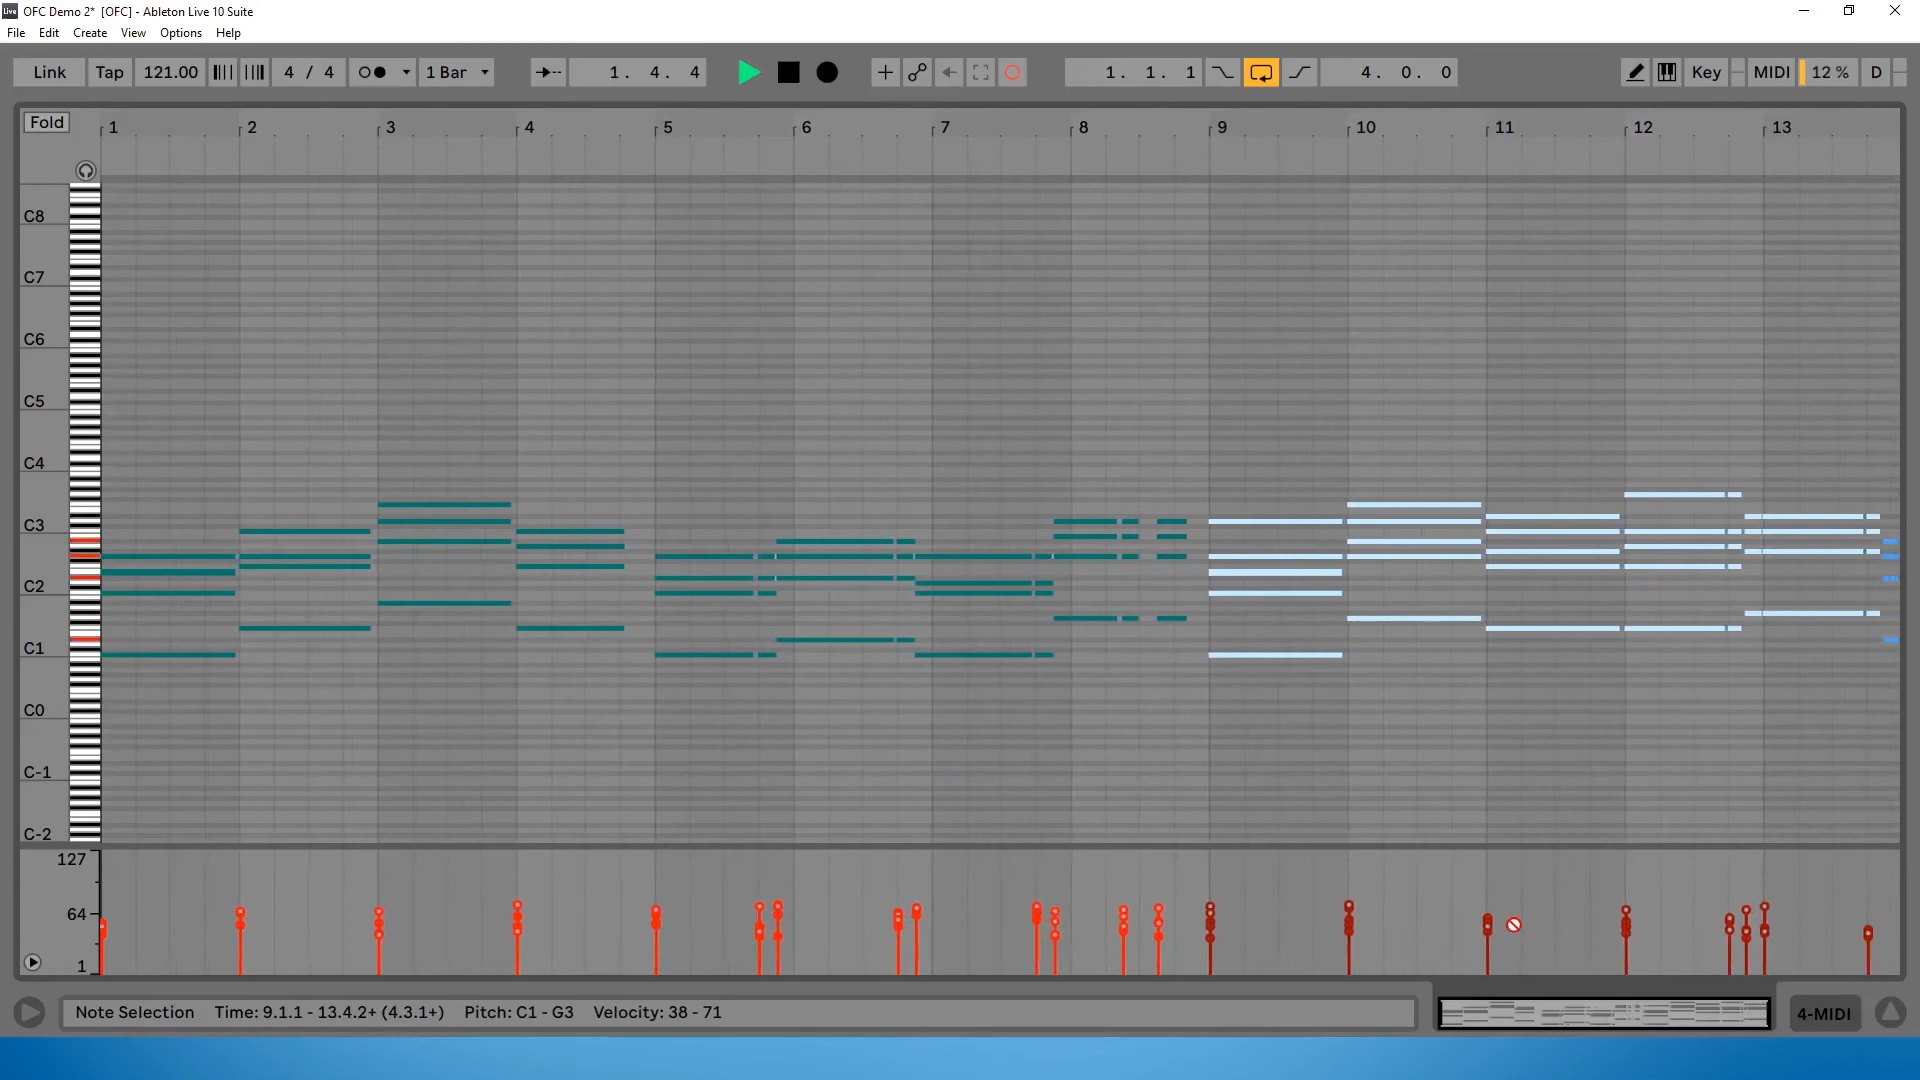 Live OFC Demo 2* [OFC] - Ableton Live 10 Suite
File Edit Create View Options Help
Link Tap 121.00 4 / 4 1 Bar 1. 4. 4 1. 1. 1 4. 0. 0 Key MIDI 12 % D
Fold 1 2 3 4 5 6 7 8 9 10 11 12 13
C8
C7
C6
C5
C4
C3
C2
C1
C0
C-1
C-2
127
64
1
Note Selection Time: 9.1.1 - 13.4.2+ (4.3.1+) Pitch: C1 - G3 Velocity: 38 - 71 4-MIDI